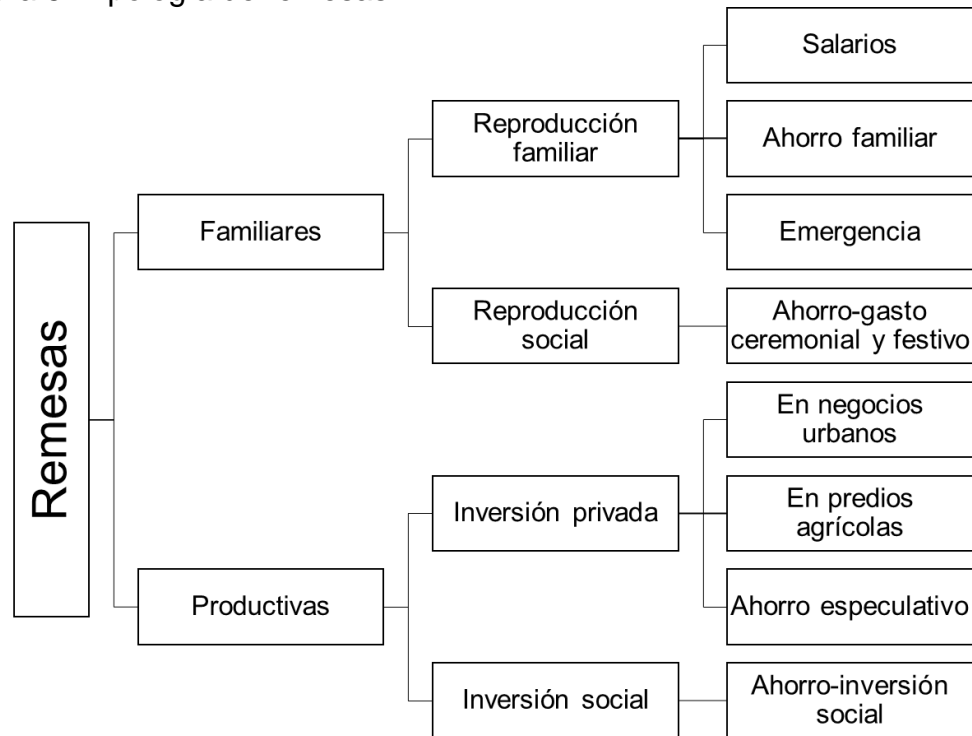 Remesas
Familiares
Reproducción
familiar
Salarios
Ahorro familiar
Emergencia
Reproducción
social
Ahorro-gasto
ceremonial y festivo
Productivas
Inversión privada
En negocios
urbanos
En predios
agrícolas
Ahorro especulativo
Inversión social
Ahorro-inversión
social